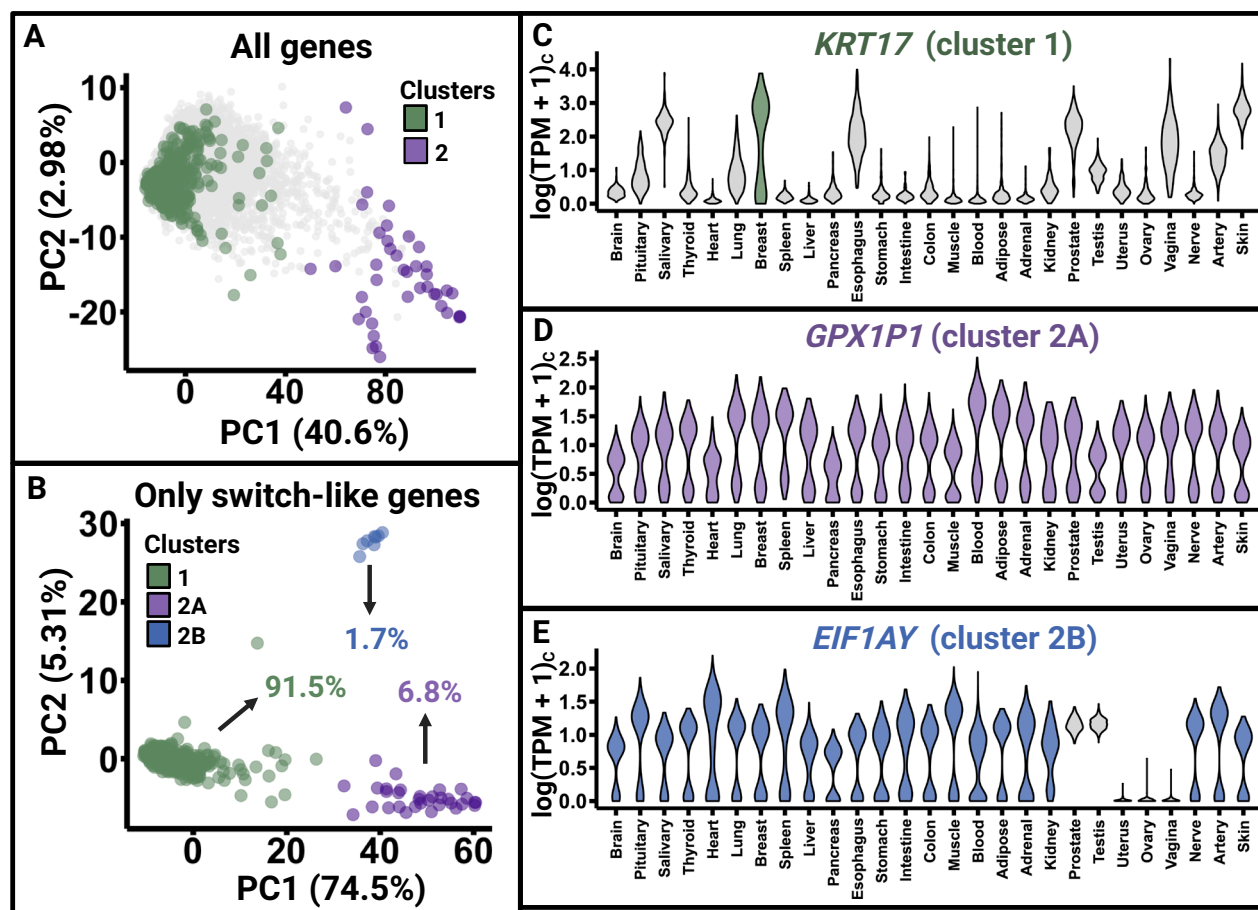 A
All genes
Clusters
1
2
10
0
-10
-20
PC2 (2.98%)
0 40 80
PC1 (40.6%)
B
Only switch-like genes
Clusters
1
2A
2B
1.7%
91.5%
6.8%
30
20
10
0
PC2 (5.31%)
0 20 40 60
PC1 (74.5%)
C
KRT17 (cluster 1)
log(TPM + 1)c
4.0
3.0
2.0
1.0
0.0
Brain
Pituitary
Salivary
Thyroid
Heart
Lung
Breast
Spleen
Liver
Pancreas
Esophagus
Stomach
Intestine
Colon
Muscle
Blood
Adipose
Adrenal
Kidney
Prostate
Testis
Uterus
Ovary
Vagina
Nerve
Artery
Skin
D
GPX1P1 (cluster 2A)
log(TPM + 1)c
2.5
2.0
1.5
1.0
0.5
0.0
Brain
Pituitary
Salivary
Thyroid
Heart
Lung
Breast
Spleen
Liver
Pancreas
Esophagus
Stomach
Intestine
Colon
Muscle
Blood
Adipose
Adrenal
Kidney
Prostate
Testis
Uterus
Ovary
Vagina
Nerve
Artery
Skin
E
EIF1AY (cluster 2B)
log(TPM + 1)c
2.0
1.5
1.0
0.5
0.0
Brain
Pituitary
Salivary
Thyroid
Heart
Lung
Breast
Spleen
Liver
Pancreas
Esophagus
Stomach
Intestine
Colon
Muscle
Blood
Adipose
Adrenal
Kidney
Prostate
Testis
Uterus
Ovary
Vagina
Nerve
Artery
Skin